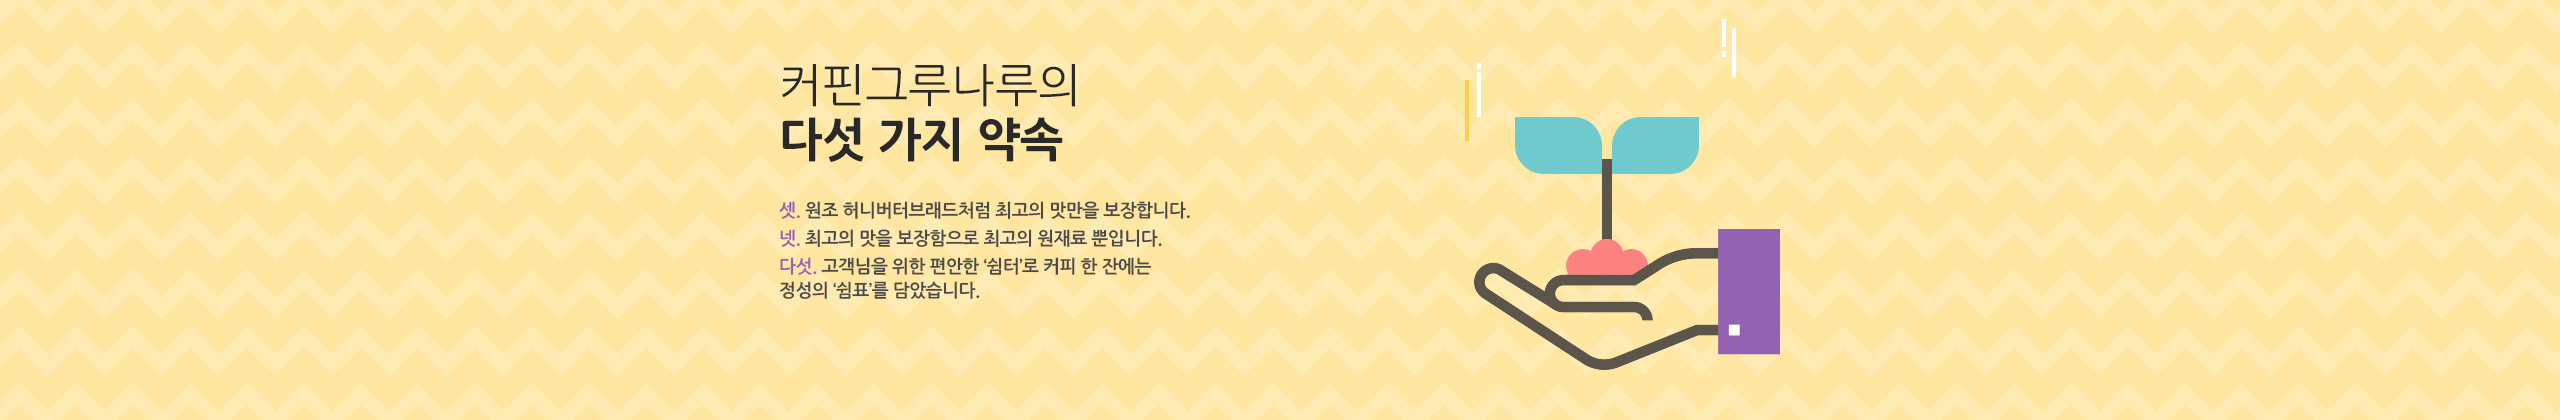 커핀그루나루의
다섯 가지 약속
셋. 원조 허니버터브래드처럼 최고의 맛만을 보장합니다.
넷. 최고의 맛을 보장함으로 최고의 원재료 뿐입니다.
다섯. 고객님을 위한 편안한 ‘쉼터’로 커피 한 잔에는
정성의 ‘쉼표’를 담았습니다.